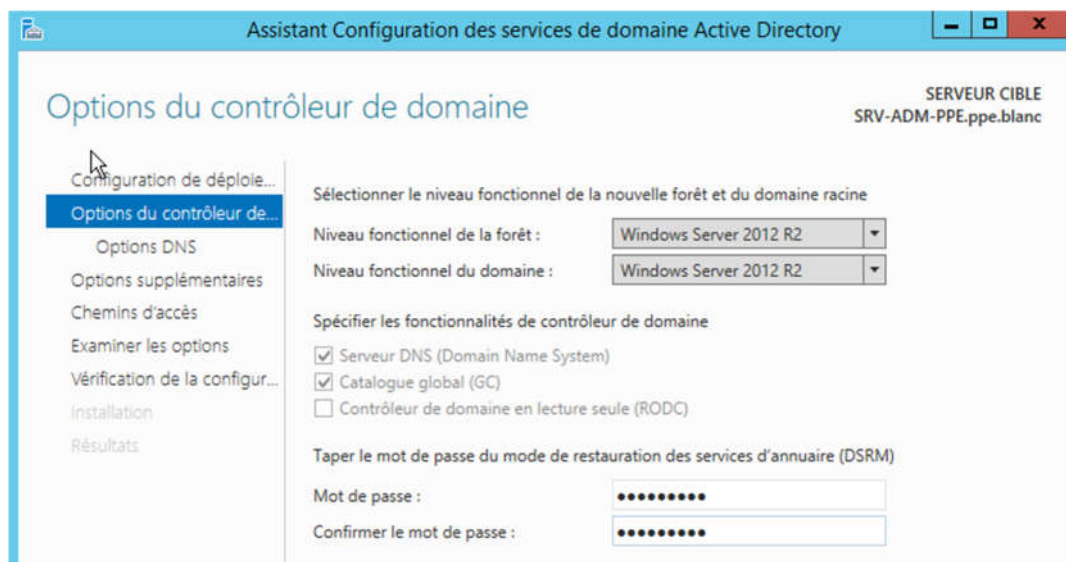 Assistant Configuration des services de domaine Active Directory
Options du contrôleur de domaine
SERVEUR CIBLE
SRV-ADM-PPE.ppe.blanc
Configuration de déploie...
Options du contrôleur de...
Options DNS
Options supplémentaires
Chemins d'accès
Examiner les options
Vérification de la configur...
Installation
Résultats
Sélectionner le niveau fonctionnel de la nouvelle forêt et du domaine racine
Niveau fonctionnel de la forêt : Windows Server 2012 R2
Niveau fonctionnel du domaine : Windows Server 2012 R2
Spécifier les fonctionnalités de contrôleur de domaine
Serveur DNS (Domain Name System)
Catalogue global (GC)
Contrôleur de domaine en lecture seule (RODC)
Taper le mot de passe du mode de restauration des services d'annuaire (DSRM)
Mot de passe : •••••••••
Confirmer le mot de passe : •••••••••